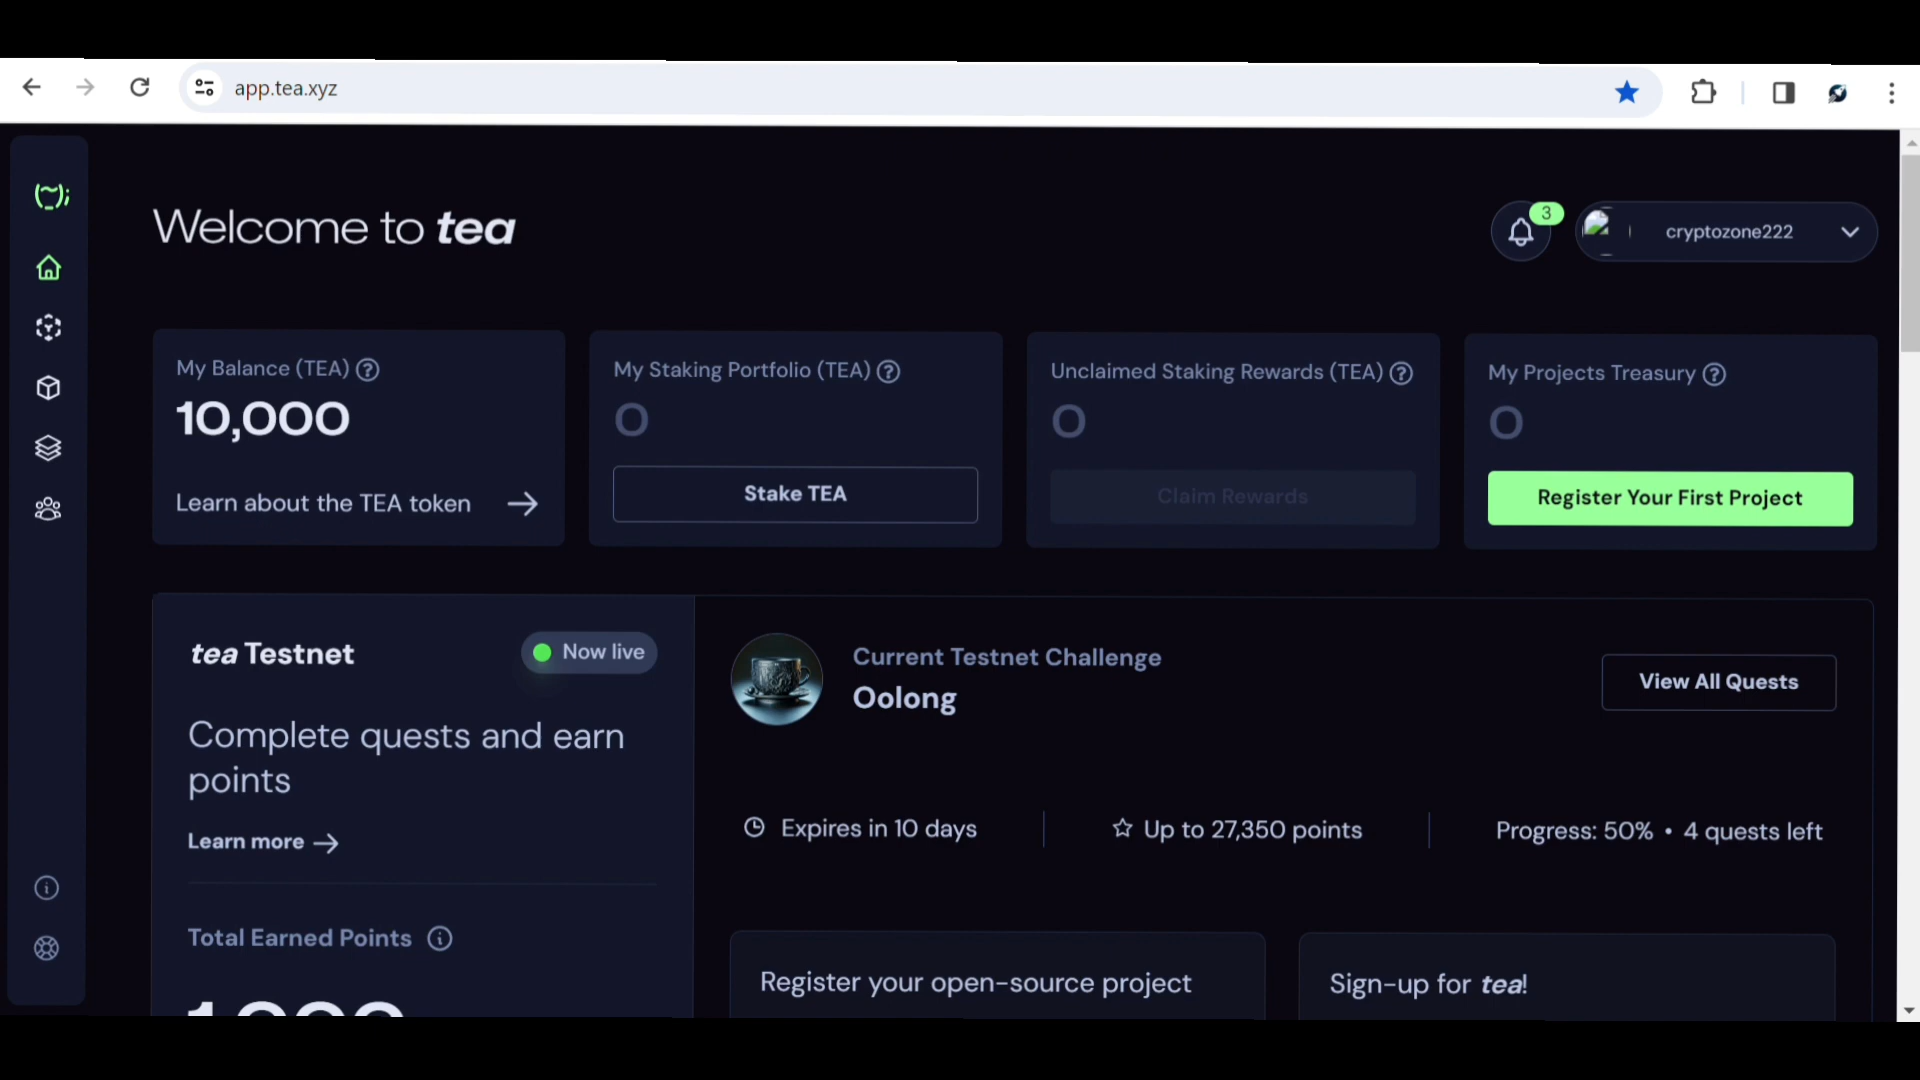 app.tea.xyz
Welcome to tea
3
cryptozone222
My Balance (TEA) ?
10,000
Learn about the TEA token →
My Staking Portfolio (TEA) ?
0
Stake TEA
Unclaimed Staking Rewards (TEA) ?
0
Claim Rewards
My Projects Treasury ?
0
Register Your First Project
tea Testnet
Now live
Complete quests and earn
points
Learn more →
Total Earned Points
Current Testnet Challenge
Oolong
View All Quests
Expires in 10 days
Up to 27,350 points
Progress: 50% • 4 quests left
Register your open-source project
Sign-up for tea!